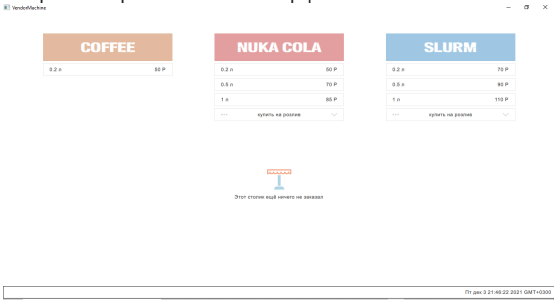 VendorMachine
COFFEE
0.2 л 50 Р
NUKA COLA
0.2 л 50 Р
0.5 л 70 Р
1 л 85 Р
купить на розлив
SLURM
0.2 л 70 Р
0.5 л 90 Р
1 л 110 Р
купить на розлив
Этот столик ещё ничего не заказал
Пт дек 3 21:48:22 2021 GMT+0300